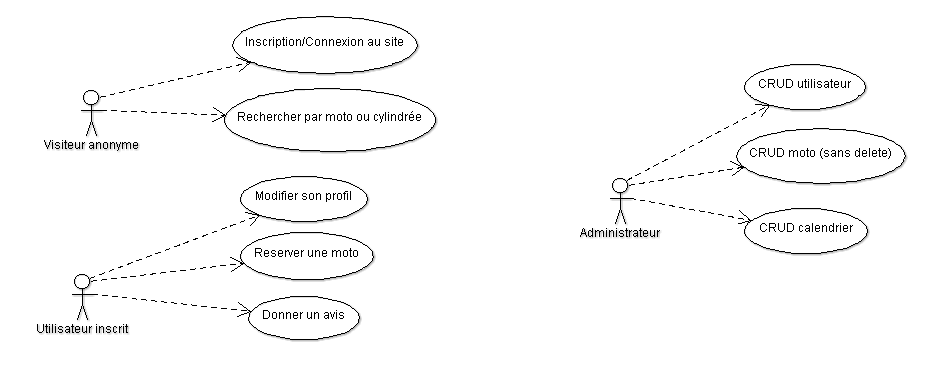 Inscription/Connexion au site
Rechercher par moto ou cylindrée
Visiteur anonyme
Modifier son profil
Reserver une moto
Donner un avis
Utilisateur inscrit
CRUD utilisateur
CRUD moto (sans delete)
CRUD calendrier
Administrateur